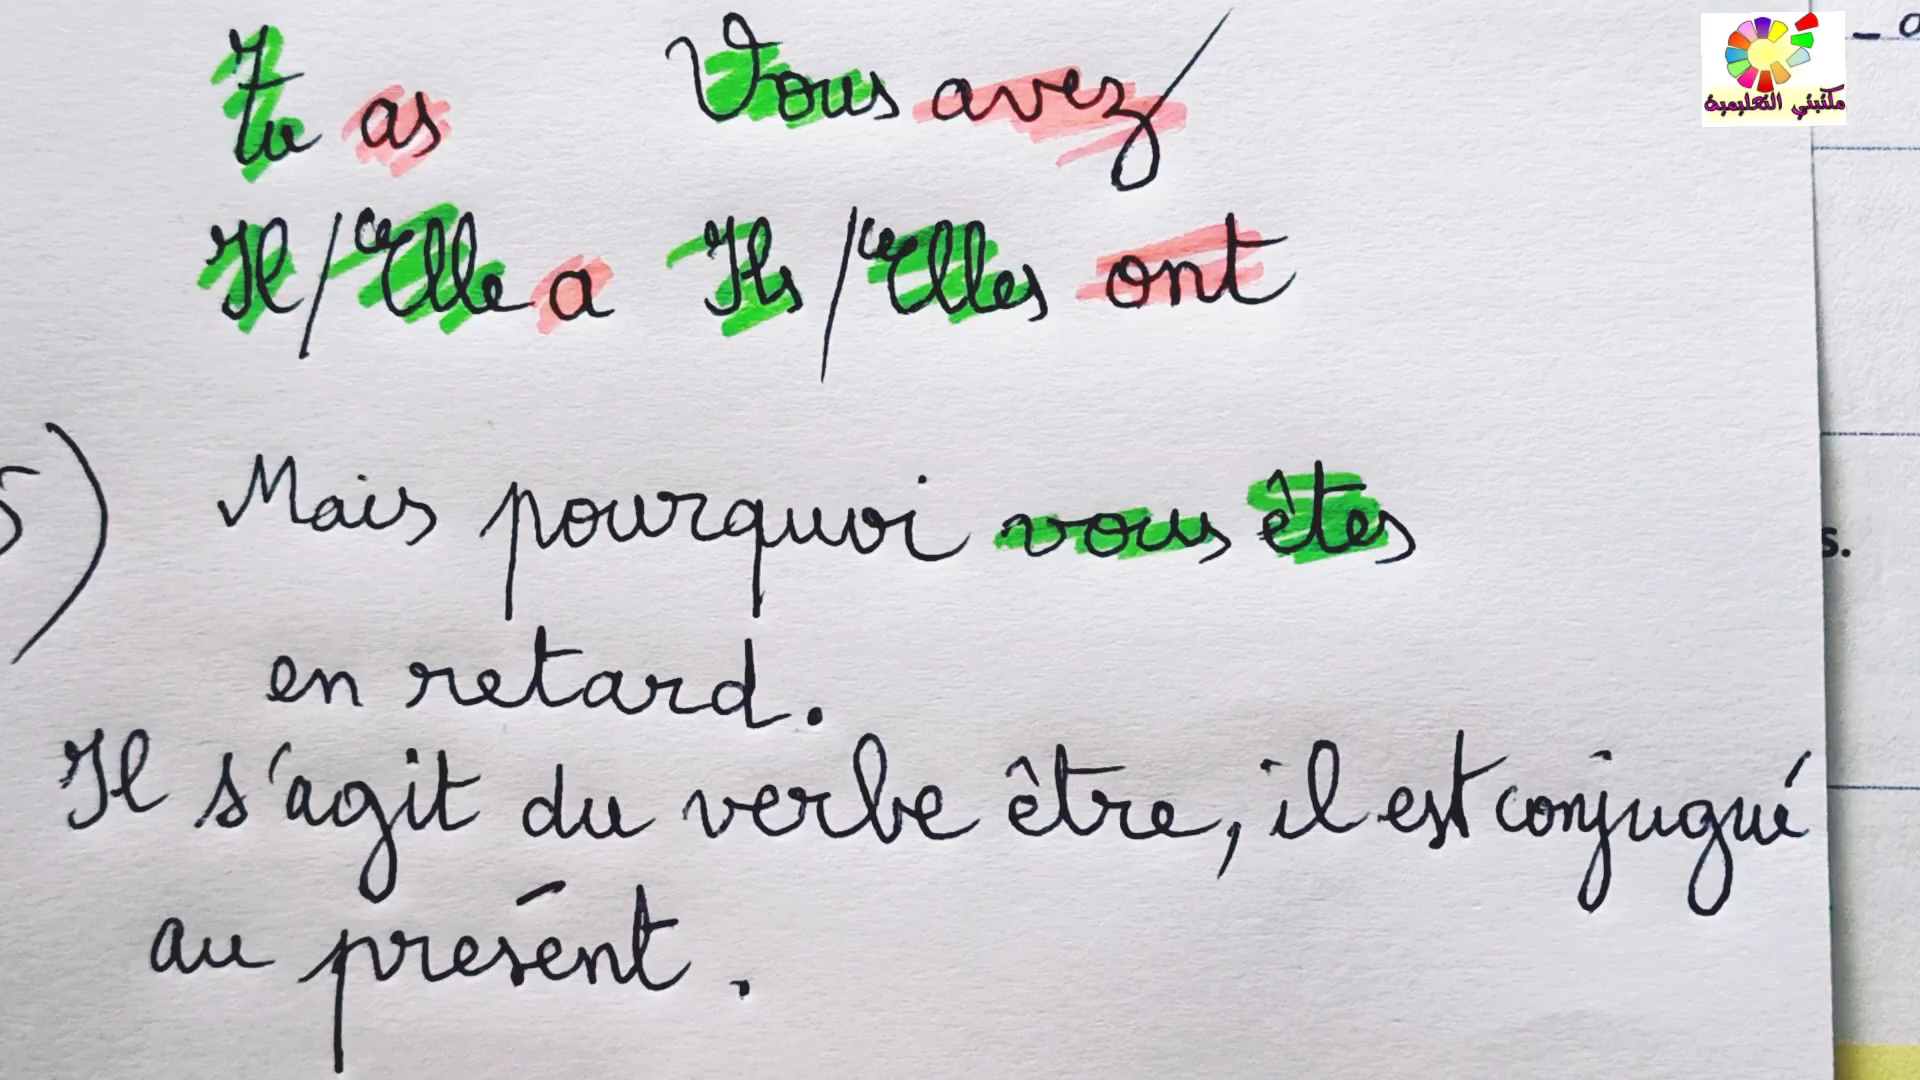 Tu as Vous avez
Il/Elle a Ils/Elles ont
5) Mais pourquoi vous êtes
en retard.
Il s'agit du verbe être, il est conjugué
au présent.
مكتبتي التعليمية
s.